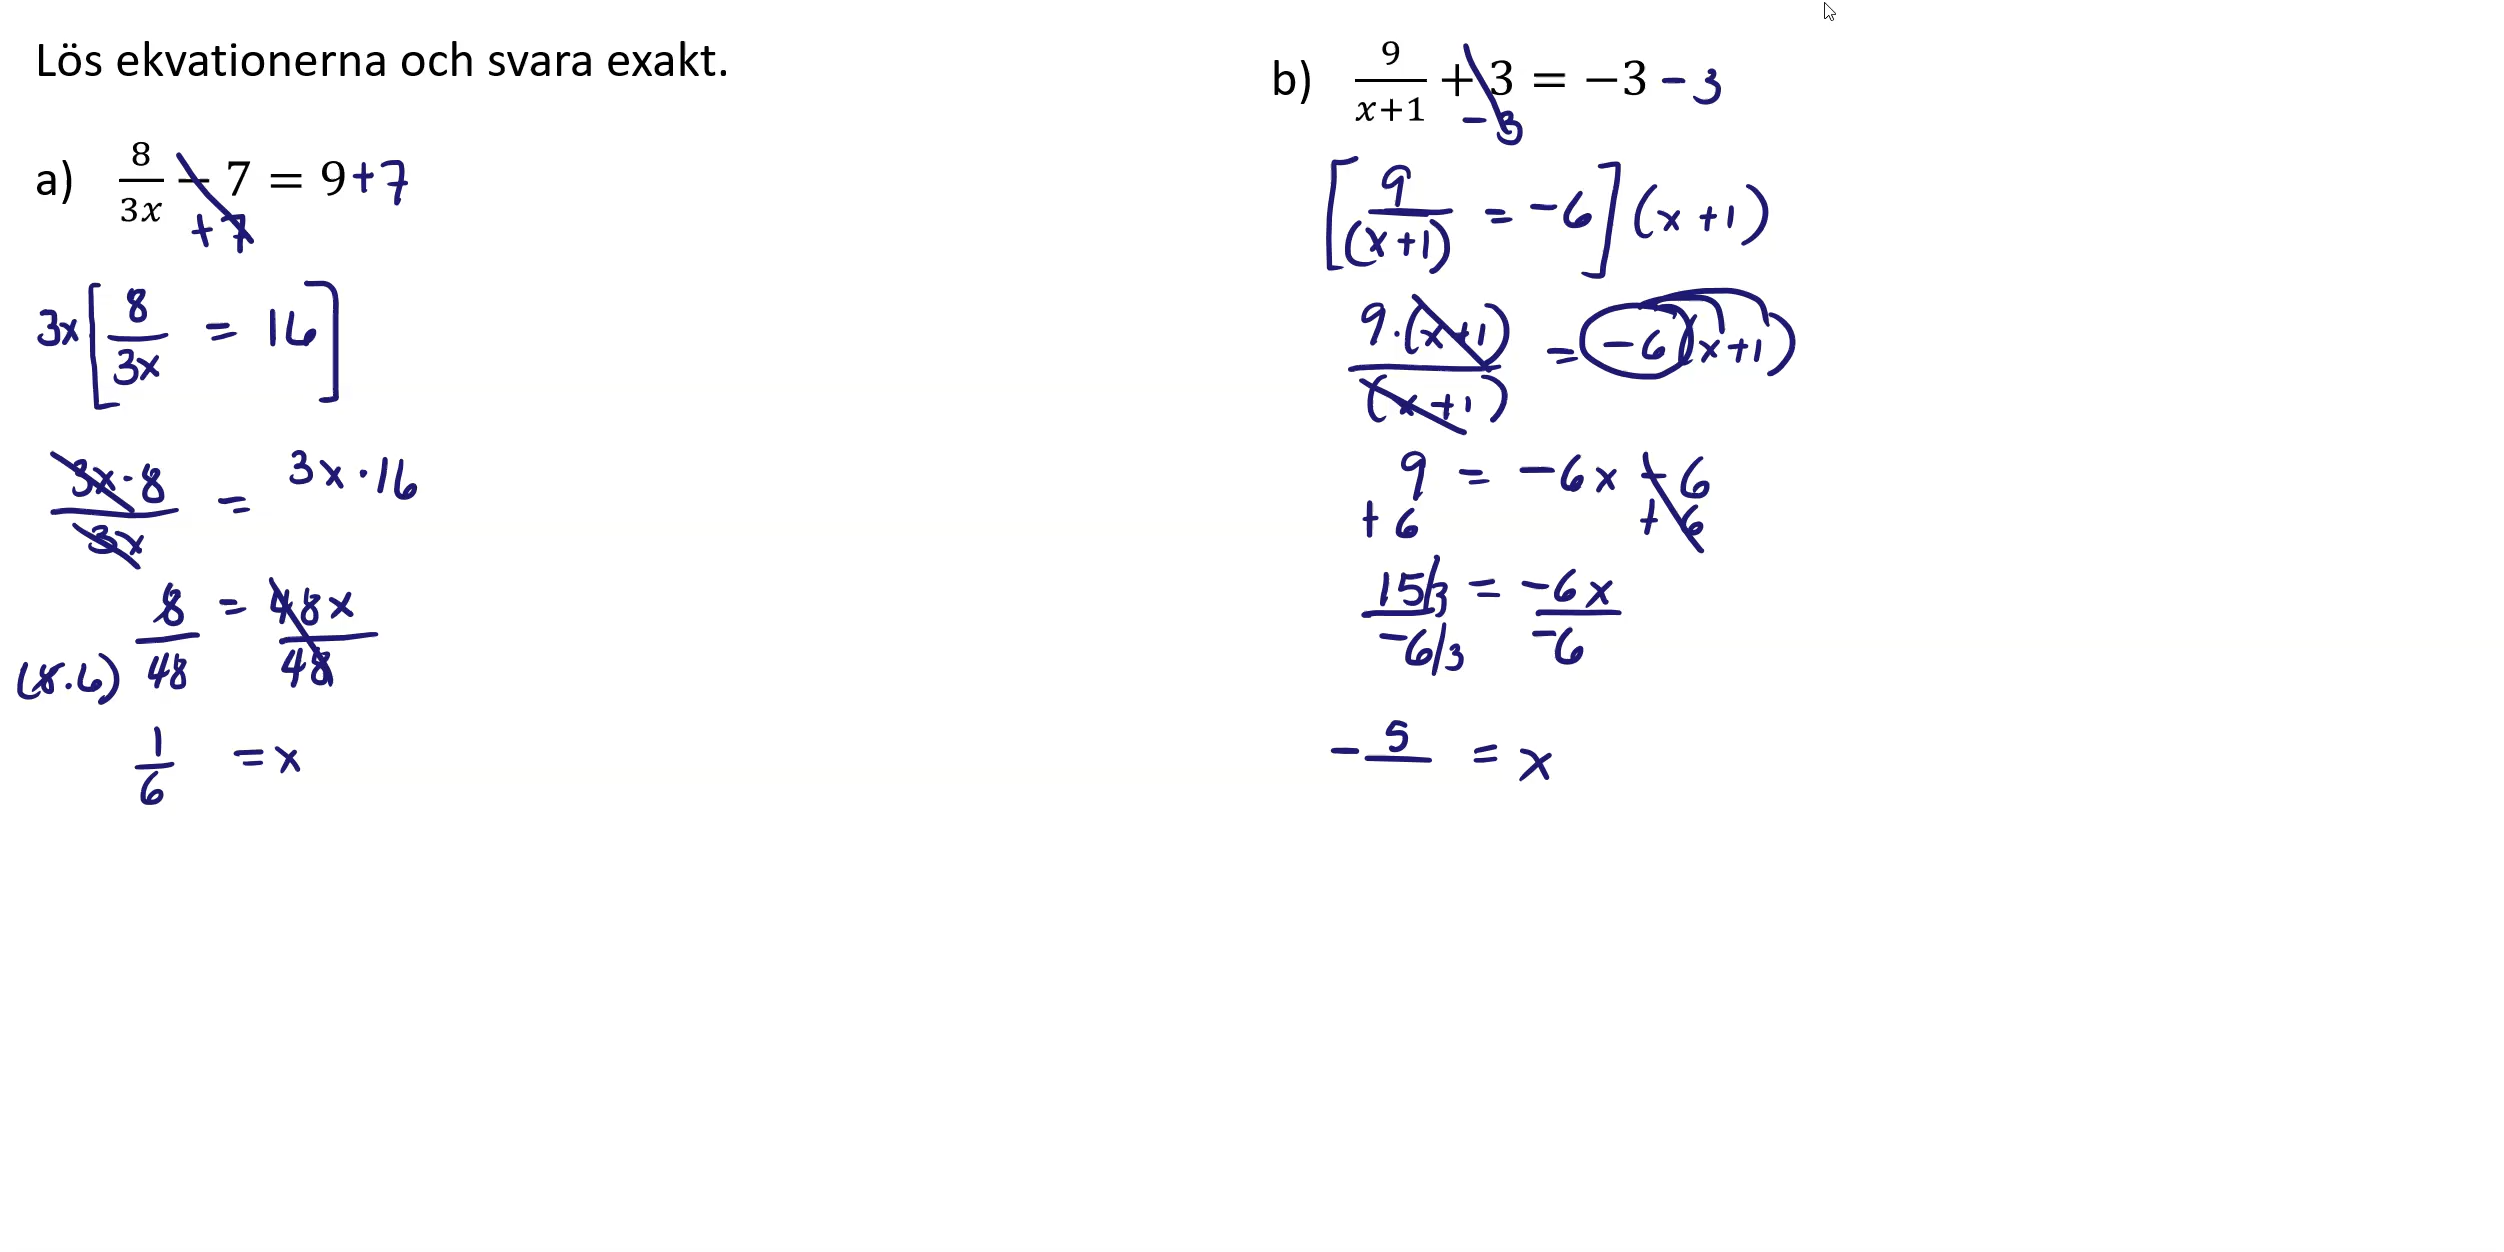 Lös ekvationerna och svara exakt.
a) 8/(3x) − 7 = 9 + 7
+ 7
3x [ 8/(3x) = 16 ]
(3x · 8)/(3x) = 3x · 16
8/48 = 48x/48
(8 · 6)
1/6 = x
b) 9/(x+1) + 3 = −3 − 3
− 3
[ 9/(x+1) = −6 ] (x+1)
9 · (x+1)/(x+1) = −6(x+1)
9 = −6x − 6
+ 6 + 6
15/3 = −6x
−6/3 −6
− 5 = x